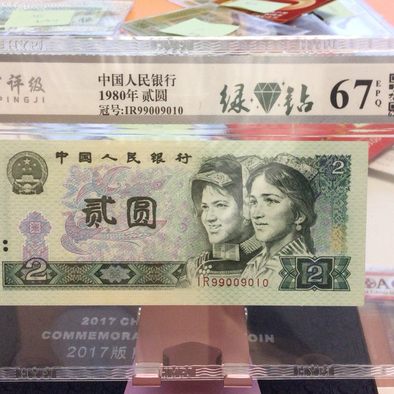 评级
PINGJI
中国人民银行
1980年 贰圆
冠号:IR99009010
绿 钻
67
EPQ
中国人民银行
2
贰圆
2
2
IR99009010
2017 CH
COMMEMORA OIN
2017版